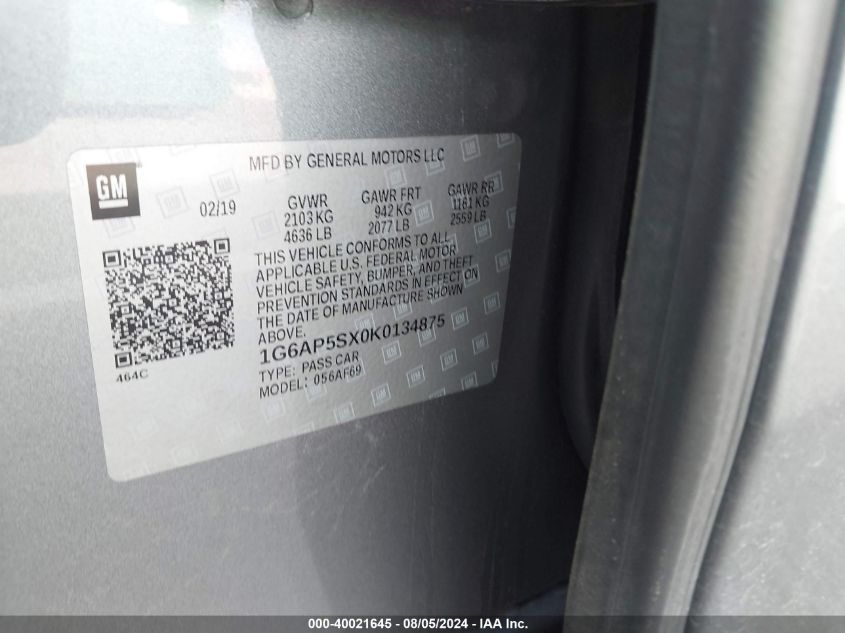 MFD BY GENERAL MOTORS LLC
GM
02/19
GVWR GAWR FRT GAWR RR
2103 KG 942 KG 1161 KG
4636 LB 2077 LB 2559 LB
THIS VEHICLE CONFORMS TO ALL
APPLICABLE U.S. FEDERAL MOTOR
VEHICLE SAFETY, BUMPER, AND THEFT
PREVENTION STANDARDS IN EFFECT ON
THE DATE OF MANUFACTURE SHOWN
ABOVE.
1G6AP5SX0K0134875
TYPE: PASS CAR
MODEL: 056AF69
464C
000-40021645 - 08/05/2024 - IAA Inc.